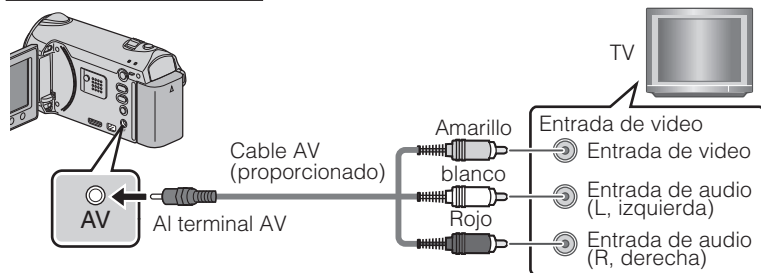 TV
Amarillo
Entrada de video
Cable AV
(proporcionado)
Entrada de video
blanco
Entrada de audio
(L, izquierda)
AV
Al terminal AV
Rojo
Entrada de audio
(R, derecha)